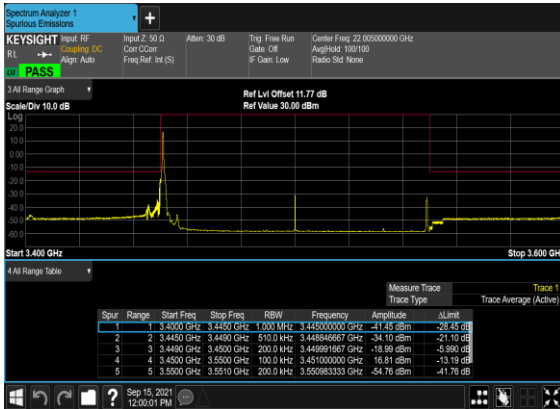 Spectrum Analyzer 1
Spurious Emissions
KEYSIGHT Input: RF Input Z: 50 Ω Atten: 30 dB Trig: Free Run Center Freq: 22.005000000 GHz
RL Coupling: DC Corr CCorr Gate: Off Avg|Hold: 100/100
Align: Auto Freq Ref: Int (S) IF Gain: Low Radio Std: None
PASS
3 All Range Graph
Ref Lvl Offset 11.77 dB
Scale/Div 10.0 dB Ref Value 30.00 dBm
Log
20.0
10.0
0.00
-10.0
-20.0
-30.0
-40.0
-50.0
-60.0
Start 3.400 GHz Stop 3.600 GH
4 All Range Table
Measure Trace Trace 1
Trace Type Trace Average (Active)
Spur Range Start Freq Stop Freq RBW Frequency Amplitude ΔLimit
1 1 3.4000 GHz 3.4450 GHz 1.000 MHz 3.445000000 GHz -41.45 dBm -28.45 dB
2 2 3.4450 GHz 3.4490 GHz 510.0 kHz 3.448846667 GHz -34.10 dBm -21.10 dB
3 3 3.4490 GHz 3.4500 GHz 200.0 kHz 3.449991667 GHz -18.99 dBm -5.990 dB
4 4 3.4500 GHz 3.5500 GHz 100.0 kHz 3.451000000 GHz 16.81 dBm -13.19 dB
5 5 3.5500 GHz 3.5510 GHz 200.0 kHz 3.550983333 GHz -54.76 dBm -41.76 dB
Sep 15, 2021
12:00:01 PM